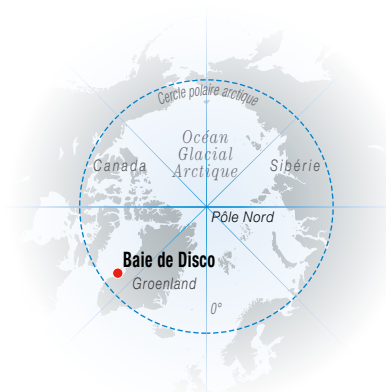 Cercle polaire arctique
Océan
Glacial
Arctique
Canada
Sibérie
Pôle Nord
Baie de Disco
Groenland
0°